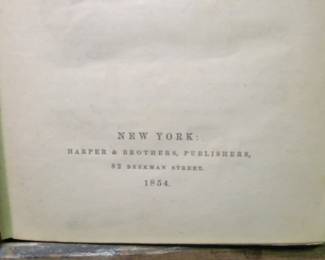 NEW YORK:
HARPER & BROTHERS, PUBLISHERS,
82 BEEKMAN STREET.
1854.